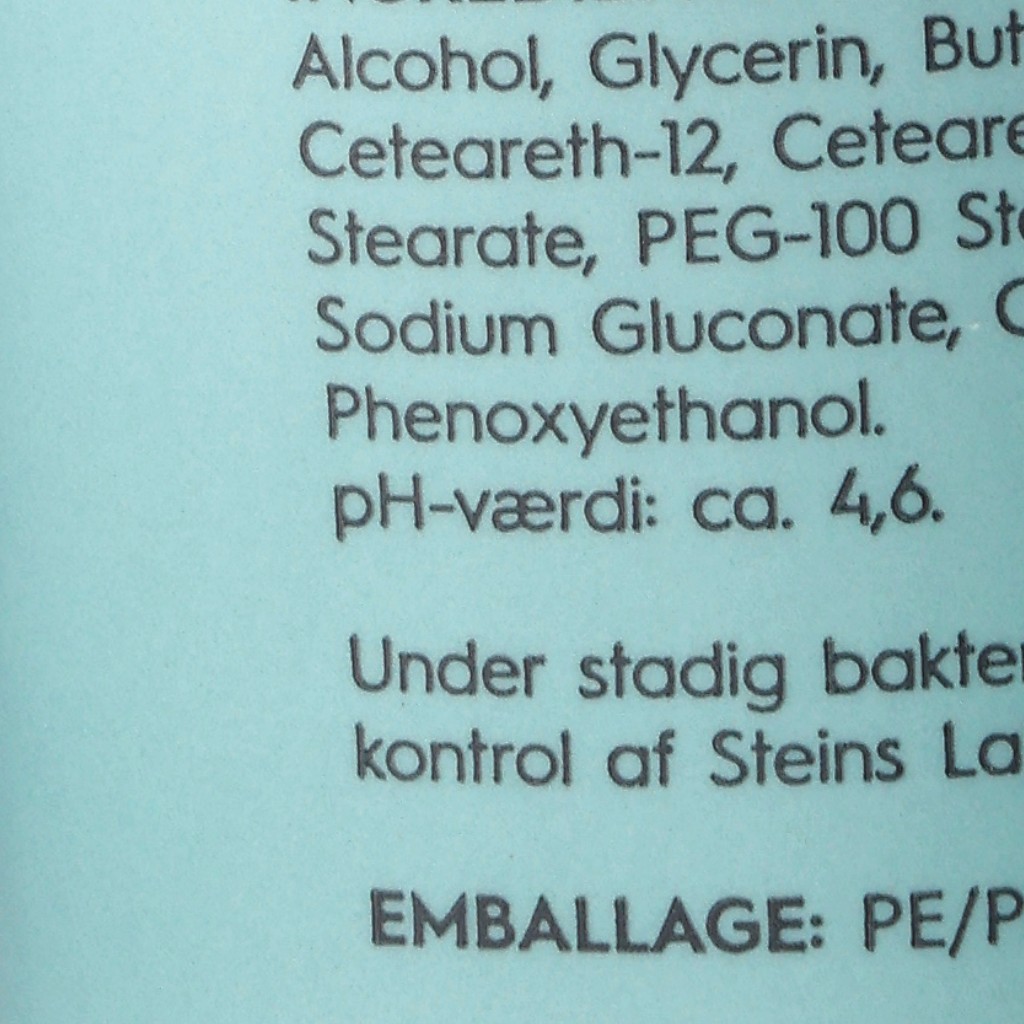 Alcohol, Glycerin,
Ceteareth-12,
Stearate, PEG-100
Sodium Gluconate,
Phenoxyethanol.
pH-værdi: ca. 4,6.
Under stadig
kontrol af Steins
EMBALLAGE: